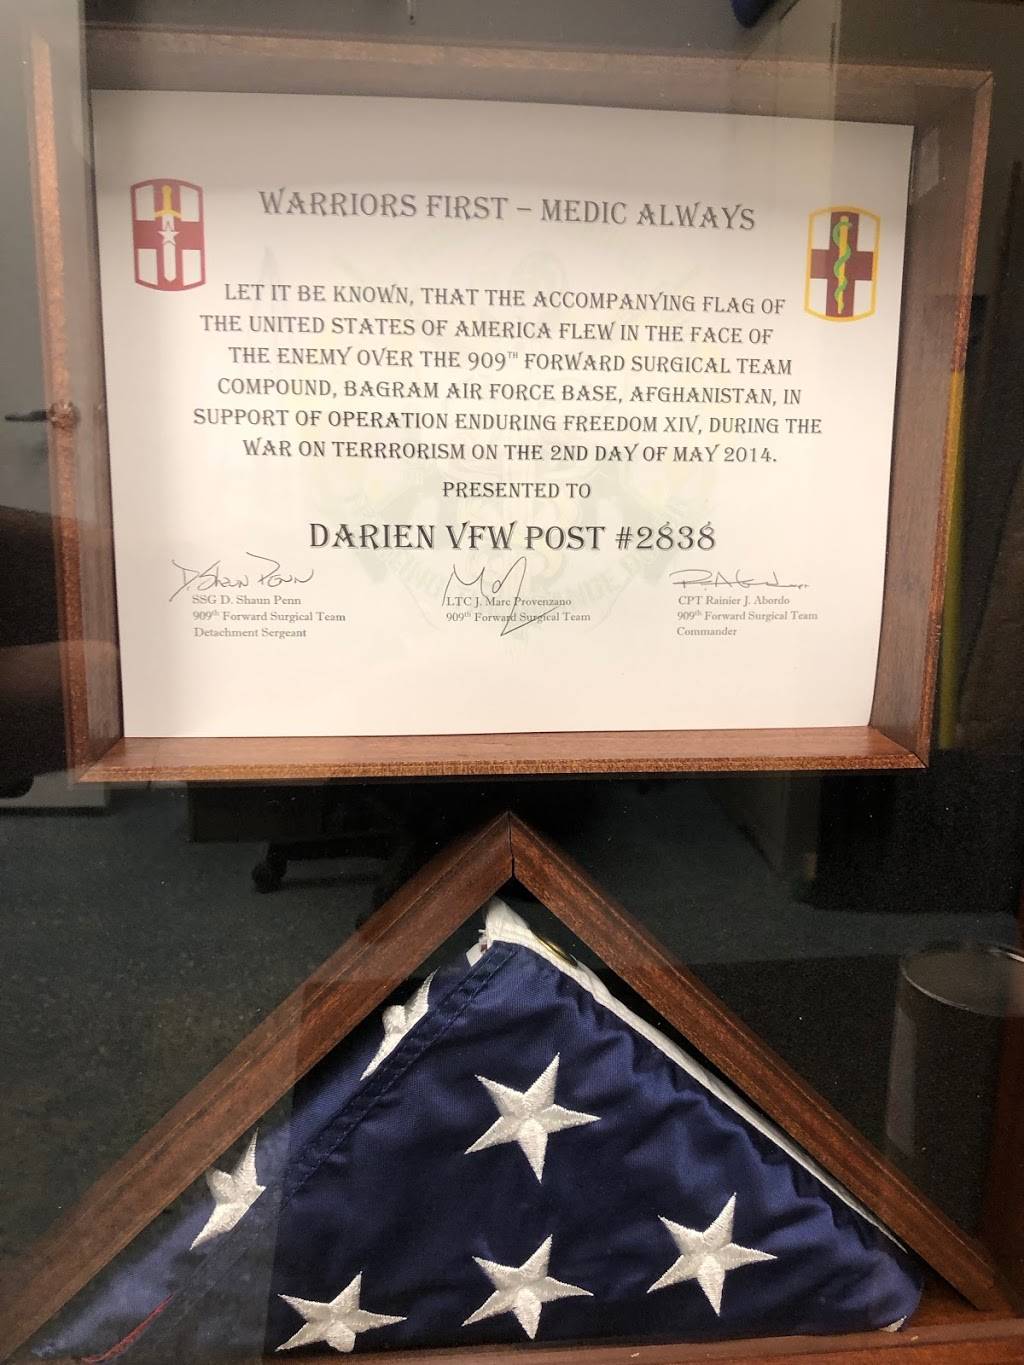 WARRIORS FIRST – MEDIC ALWAYS
LET IT BE KNOWN, THAT THE ACCOMPANYING FLAG OF
THE UNITED STATES OF AMERICA FLEW IN THE FACE OF
THE ENEMY OVER THE 909TH FORWARD SURGICAL TEAM
COMPOUND, BAGRAM AIR FORCE BASE, AFGHANISTAN, IN
SUPPORT OF OPERATION ENDURING FREEDOM XIV, DURING THE
WAR ON TERRRORISM ON THE 2ND DAY OF MAY 2014.
PRESENTED TO
DARIEN VFW POST #2838
D. Shaun Penn
SSG D. Shaun Penn
909th Forward Surgical Team
Detachment Sergeant
LTC J. Marc Provenzano
909th Forward Surgical Team
CPT Rainier J. Abordo
909th Forward Surgical Team
Commander